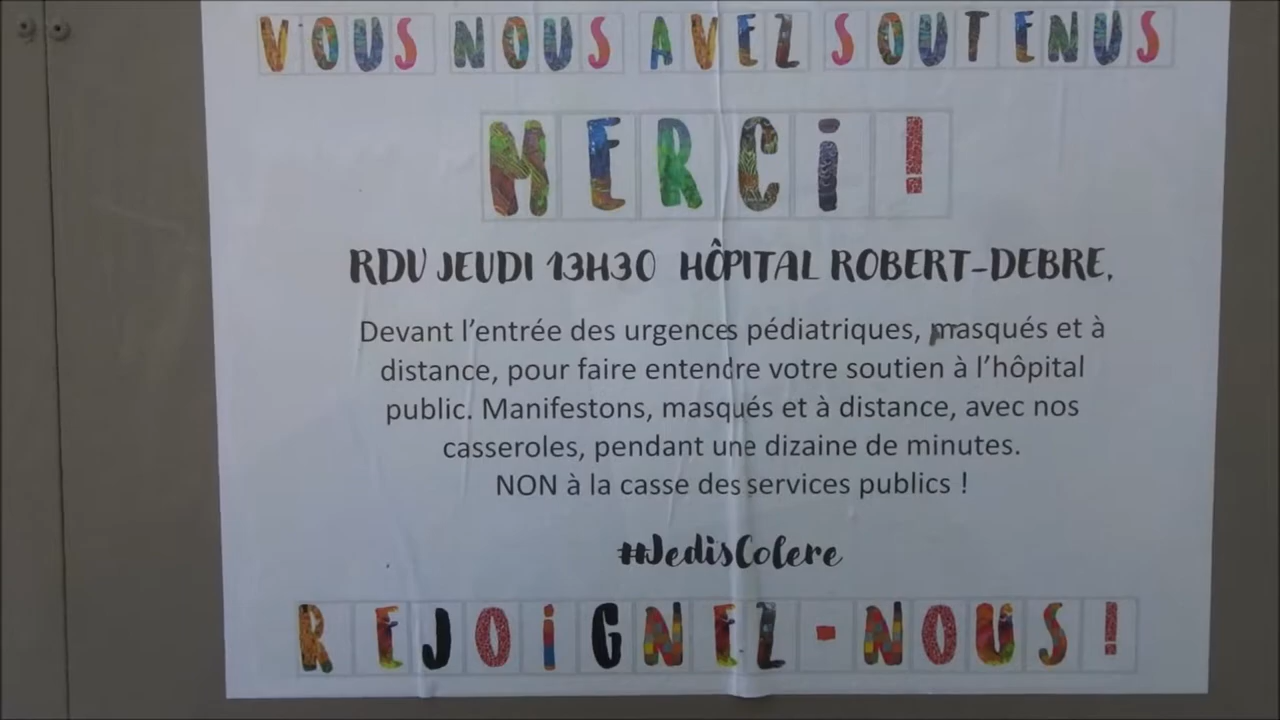 VOUS NOUS AVEZ SOUTENUS
MERCi !
RDV JEUDI 13H30 HÔPITAL ROBERT-DEBRE,
Devant l’entrée des urgences pédiatriques, masqués et à
distance, pour faire entendre votre soutien à l’hôpital
public. Manifestons, masqués et à distance, avec nos
casseroles, pendant une dizaine de minutes.
NON à la casse des services publics !
#JedisColere
REJOiGNEZ-NOUS!